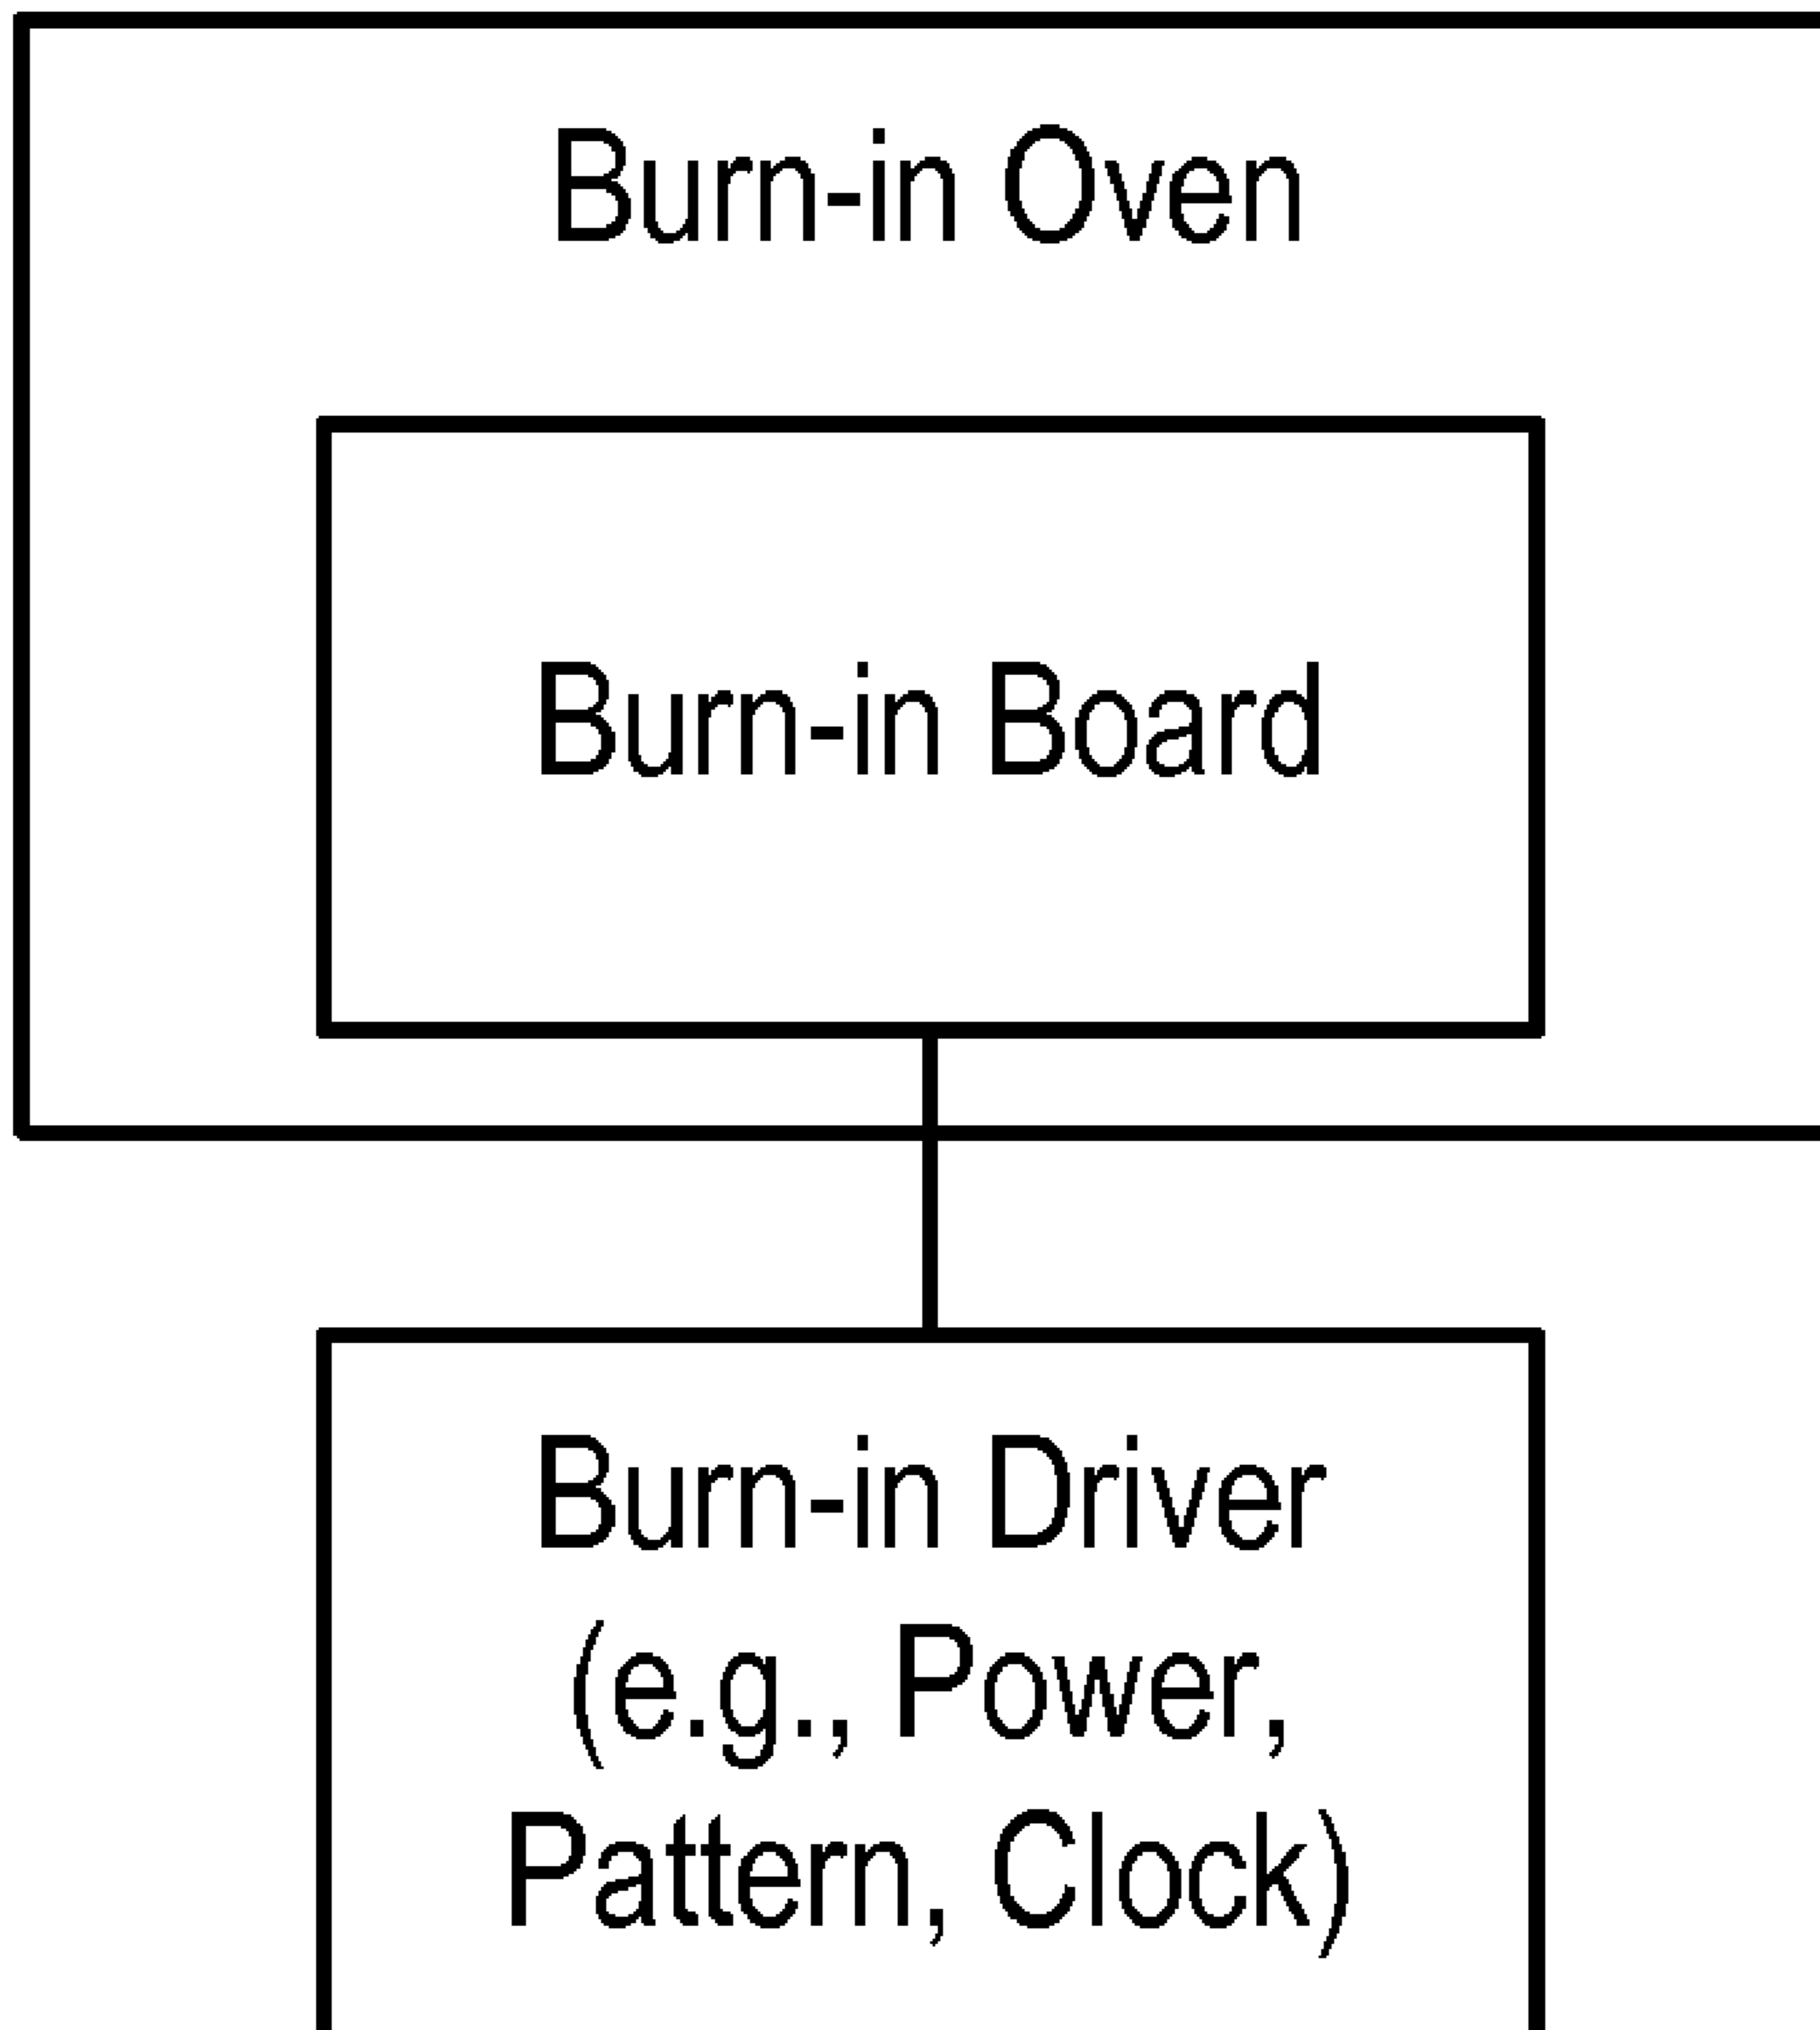 Burn-in Oven
Burn-in Board
Burn-in Driver
(e.g., Power,
Pattern, Clock)